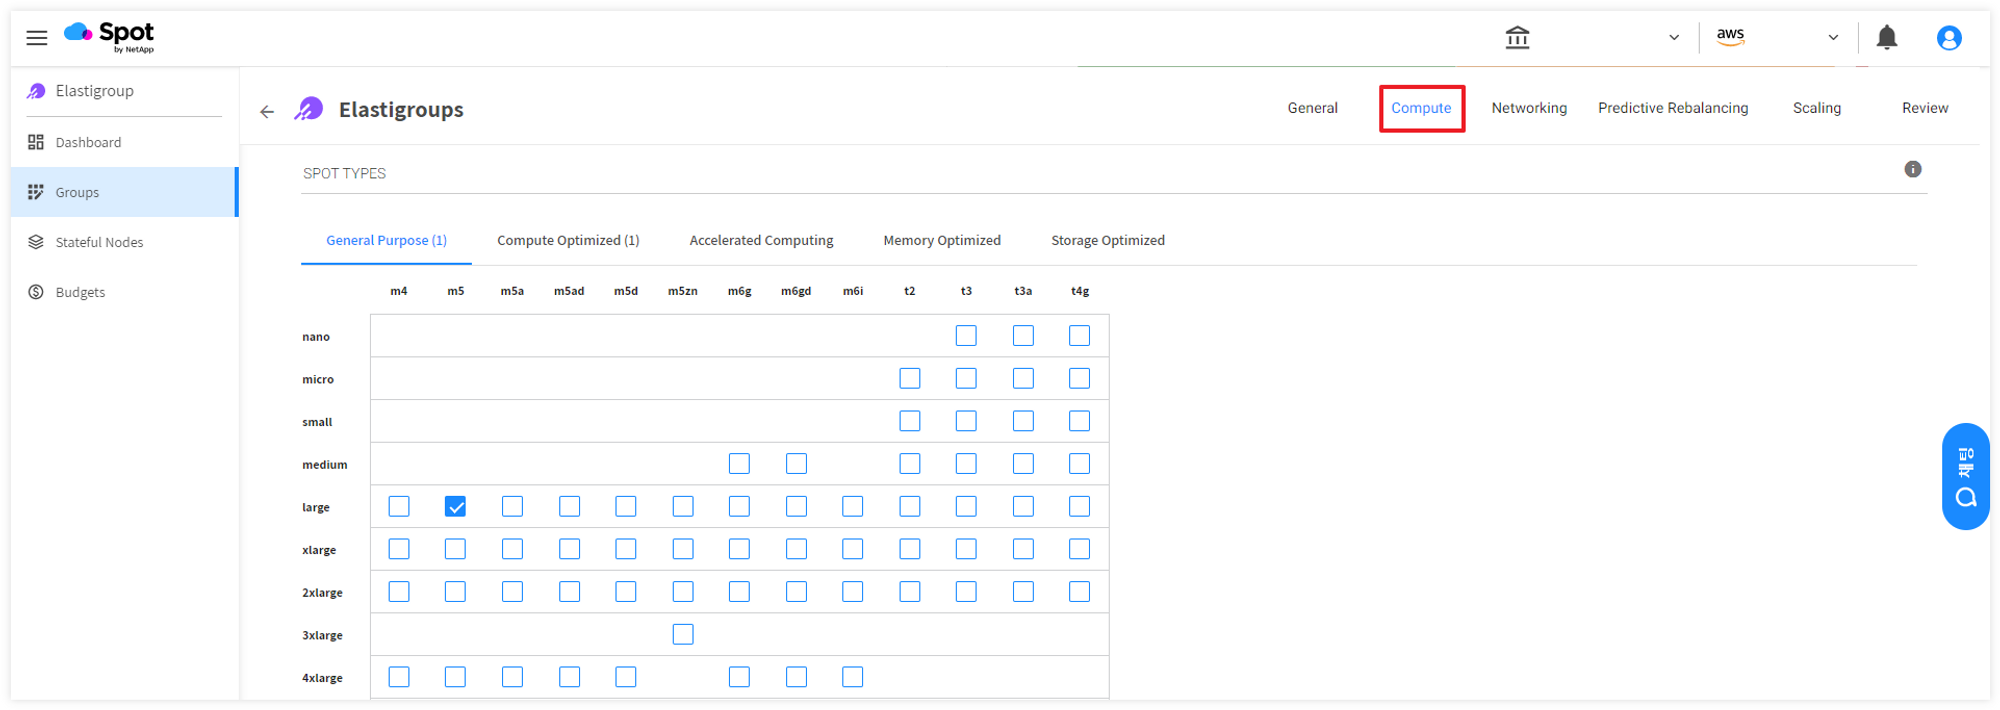 Spot
by NetApp
aws
Elastigroup
Dashboard
Groups
Stateful Nodes
Budgets
Elastigroups
General Compute Networking Predictive Rebalancing Scaling Review
SPOT TYPES
General Purpose (1) Compute Optimized (1) Accelerated Computing Memory Optimized Storage Optimized
m4 m5 m5a m5ad m5d m5zn m6g m6gd m6i t2 t3 t3a t4g
nano
micro
small
medium
large
xlarge
2xlarge
3xlarge
4xlarge
채팅